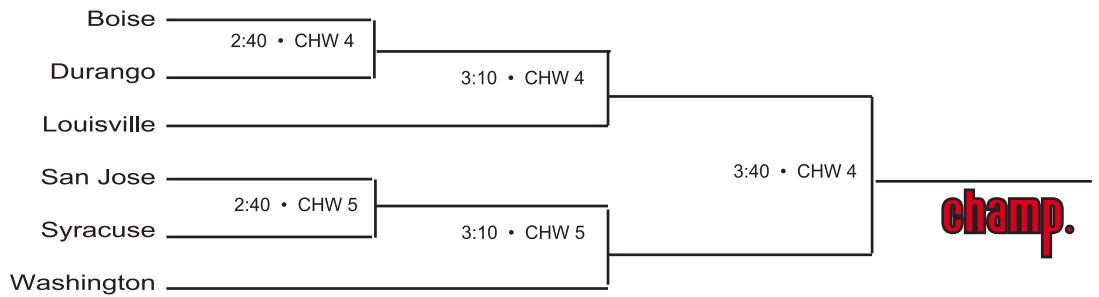 Boise
2:40 • CHW 4
Durango
3:10 • CHW 4
Louisville
San Jose
3:40 • CHW 4
2:40 • CHW 5
champ.
Syracuse
3:10 • CHW 5
Washington